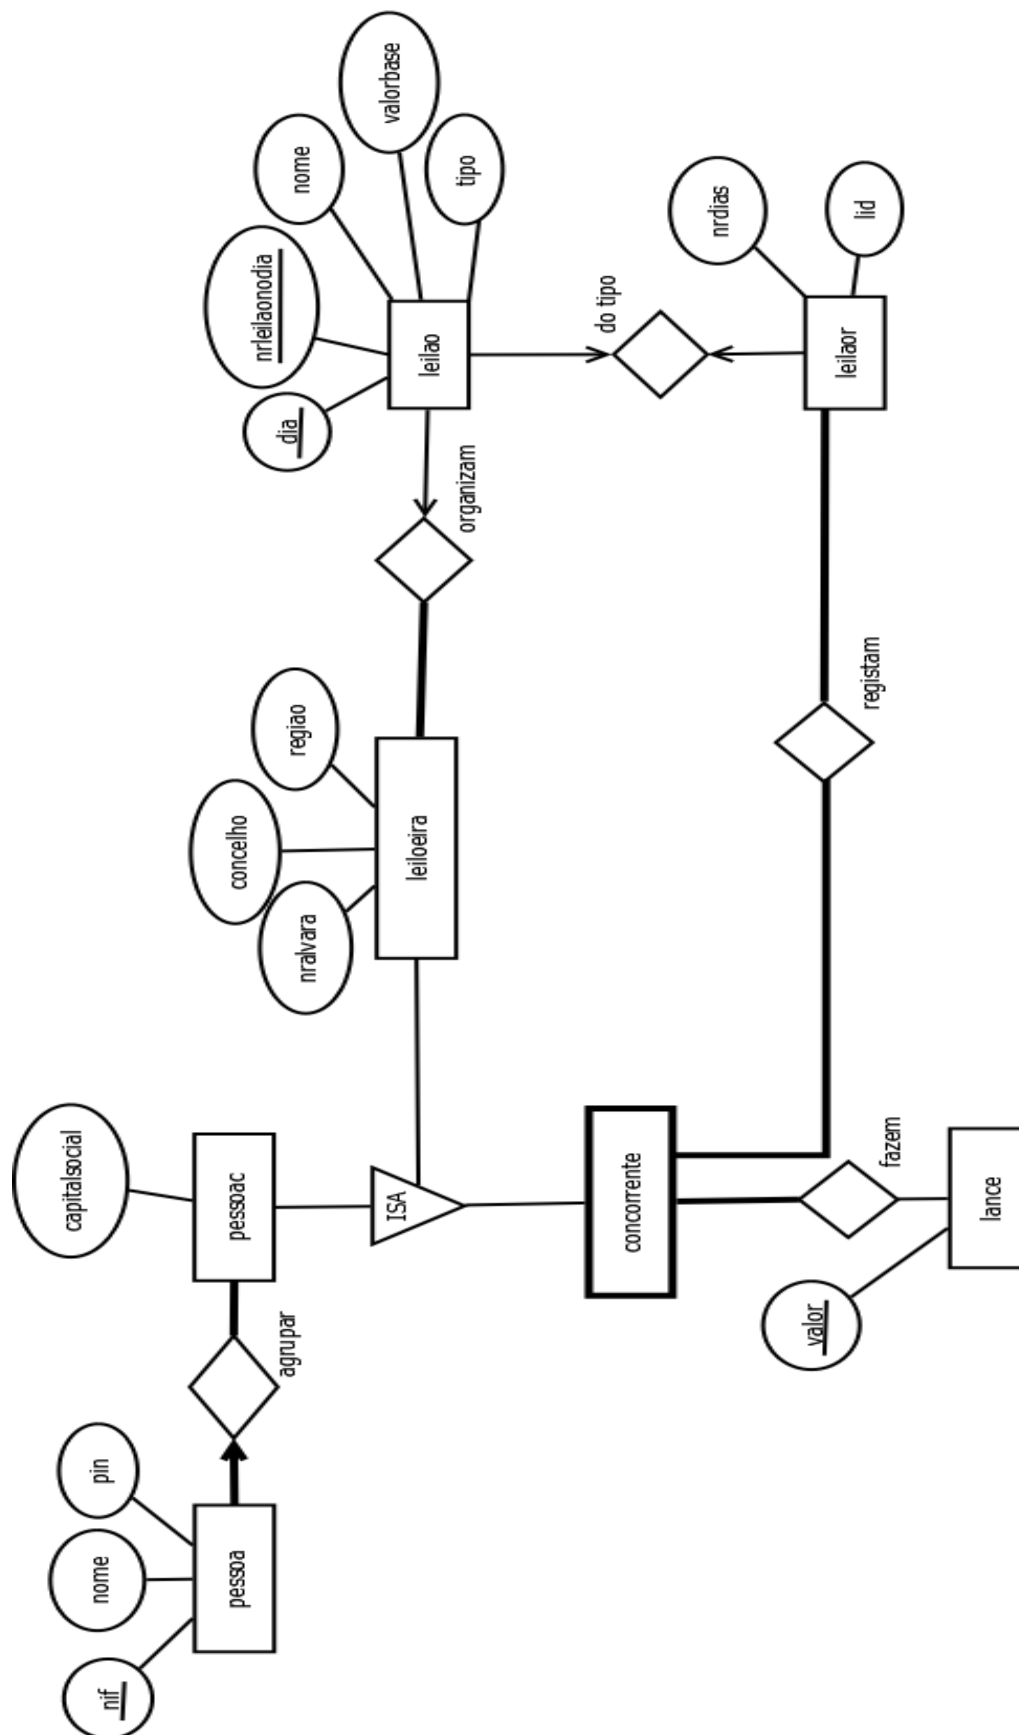 nif
nome
pin
pessoa
agrupar
capitalsocial
pessoac
ISA
nralvara
concelho
regiao
leiloeira
organizam
dia
nrleilaonodia
nome
valorbase
tipo
leilao
do tipo
nrdias
lid
leilaor
registam
concorrente
fazem
valor
lance